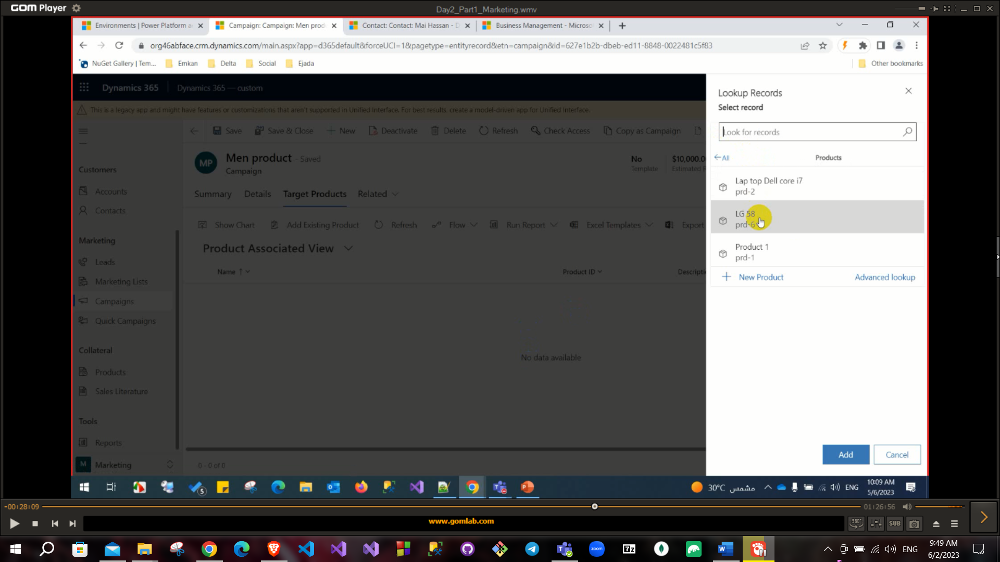 GOM Player
Day2_Part1_Marketing.wmv
Environments | Power Platform a
Campaign: Campaign: Men prod
Contact: Contact: Mai Hassan - D
Business Management - Microso
org46abface.crm.dynamics.com/main.aspx?app=d365default&forceUCI=1&pagetype=entityrecord&etn=campaign&id=627e1b2b-dbeb-ed11-8848-0022481c5f83
NuGet Gallery | Tem...
Emkan
Delta
Social
Ejada
Other bookmarks
Dynamics 365
Dynamics 365 — custom
This is a legacy app and might have features or customizations that aren't supported in Unified Interface. For best results, create a model-driven app for Unified Interface.
Save
Save & Close
New
Deactivate
Delete
Refresh
Check Access
Copy as Campaign
MP
Men product - Saved
Campaign
No
Template
$10,000.0
Estimated R
Summary
Details
Target Products
Related
Show Chart
Add Existing Product
Refresh
Flow
Run Report
Excel Templates
Export
Product Associated View
Name
Product ID
Descripti
No data available
0 - 0 of 0
Customers
Accounts
Contacts
Marketing
Leads
Marketing Lists
Campaigns
Quick Campaigns
Collateral
Products
Sales Literature
Tools
Reports
M
Marketing
Lookup Records
Select record
Look for records
All
Products
Lap top Dell core i7
prd-2
LG 58
prd-6
Product 1
prd-1
New Product
Advanced lookup
Add
Cancel
5
30°C مشمس
ENG
10:09 AM
5/6/2023
-00:28:09
01:26:56
www.gomlab.com
360°
SUB
zoom
7z
ENG
9:49 AM
6/2/2023